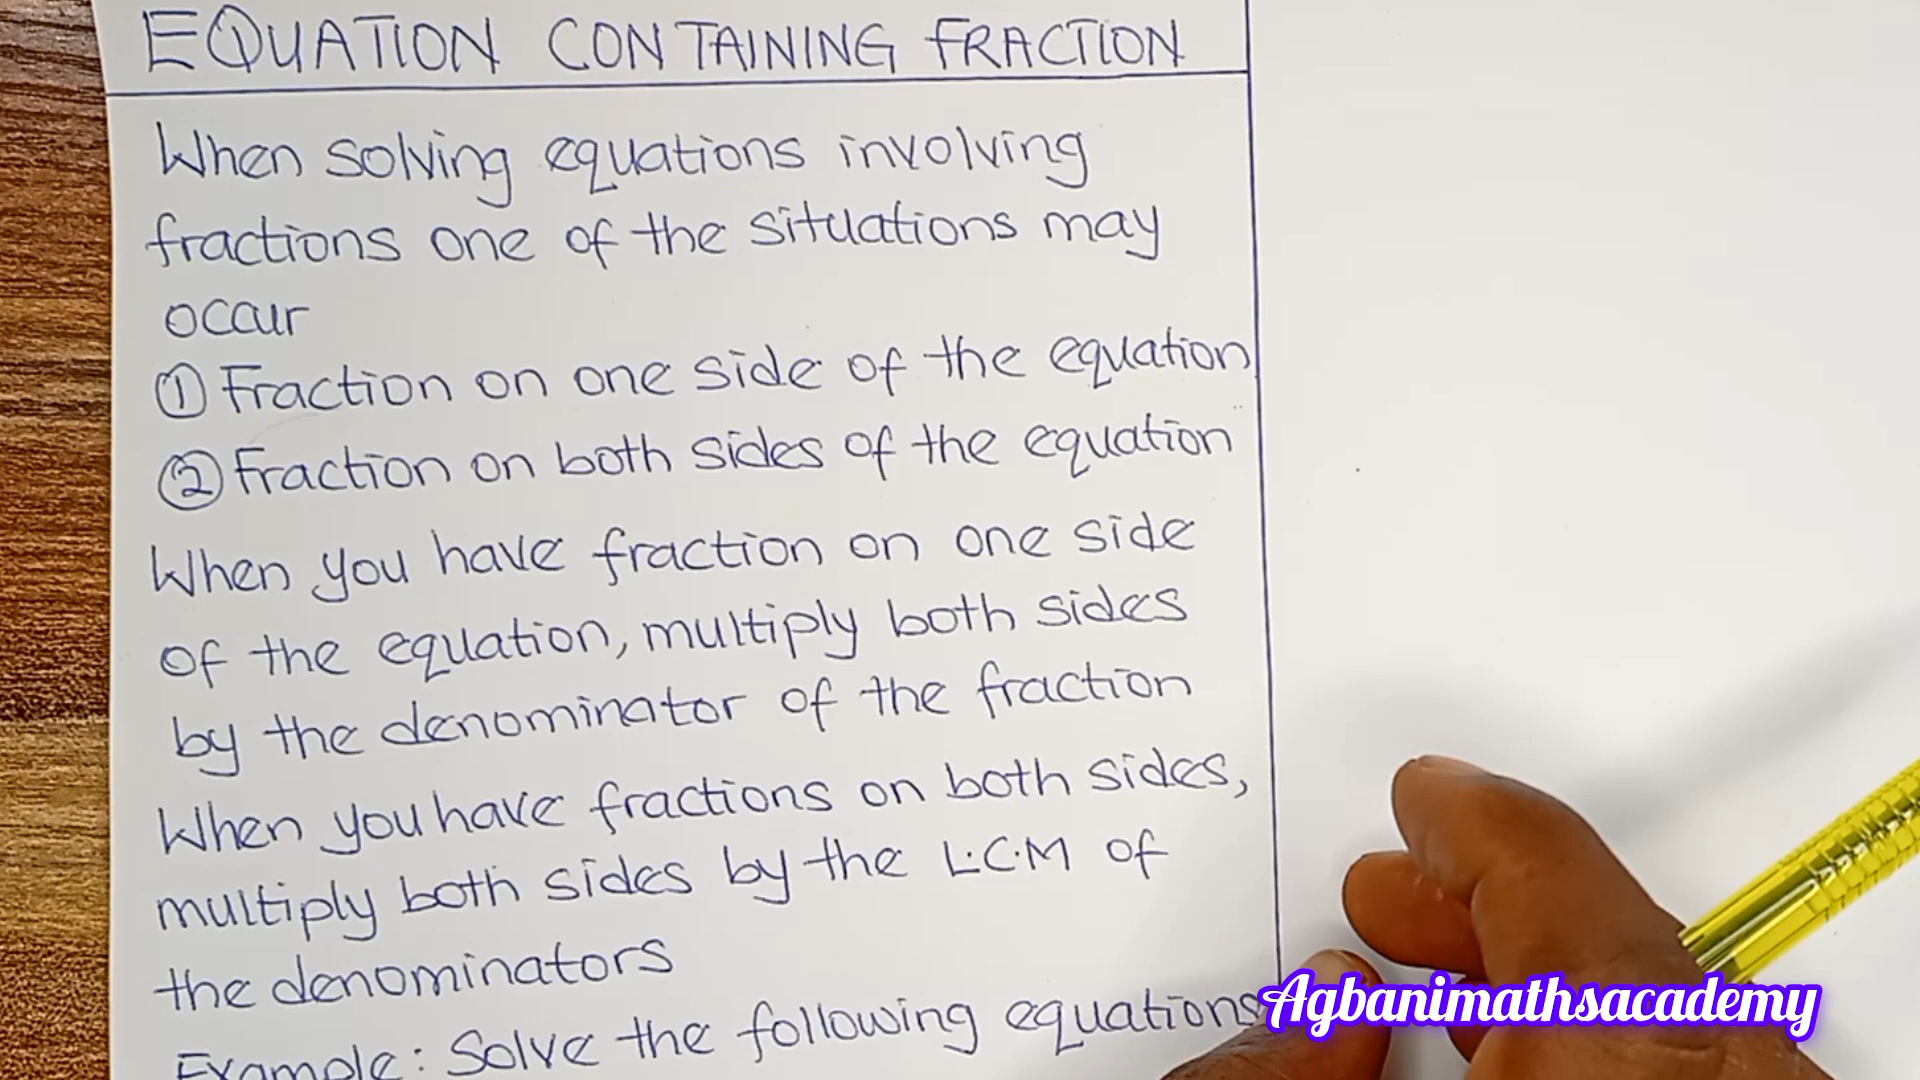 EQUATION CONTAINING FRACTION
When solving equations involving
fractions one of the situations may
occur
① Fraction on one side of the equation
② Fraction on both sides of the equation
When you have fraction on one side
of the equation, multiply both sides
by the denominator of the fraction
When you have fractions on both sides,
multiply both sides by the L.C.M of
the denominators
Example: Solve the following equations
Agbanimathsacademy